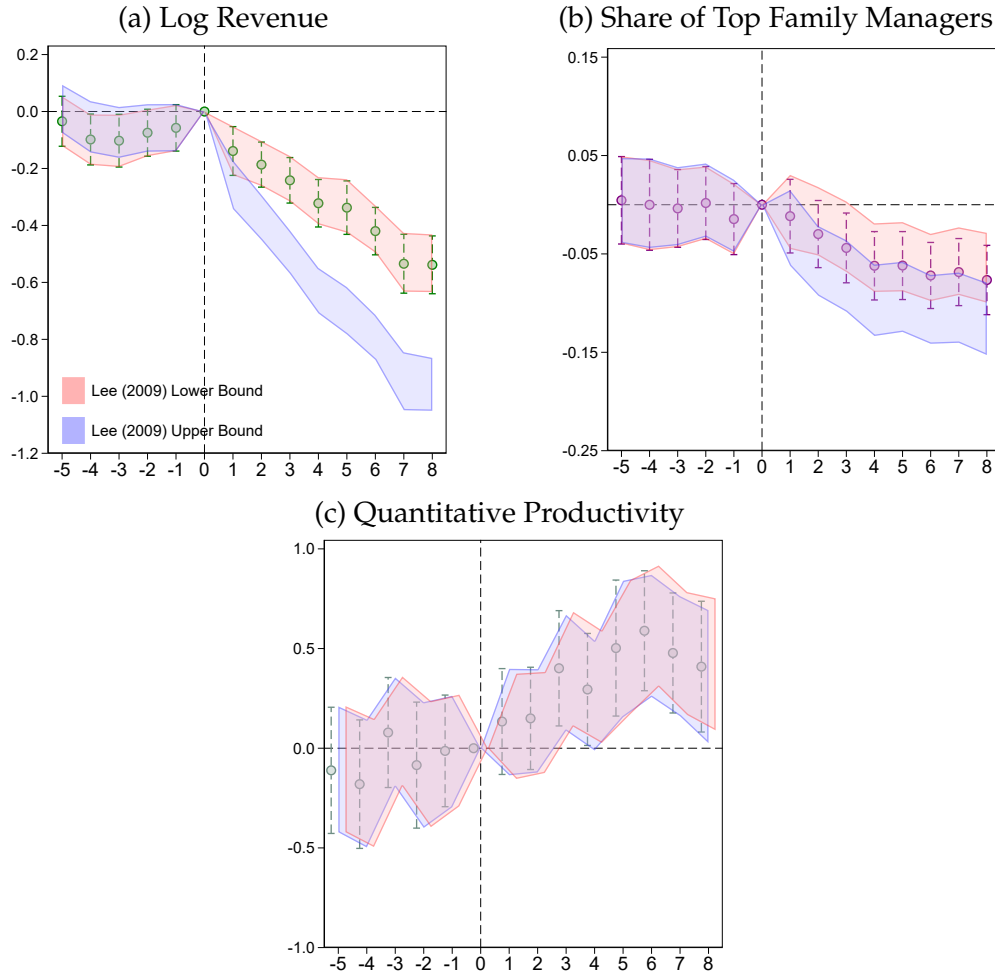 (a) Log Revenue
0.2
0.0
-0.2
-0.4
-0.6
-0.8
-1.0
-1.2
Lee (2009) Lower Bound
Lee (2009) Upper Bound
-5 -4 -3 -2 -1 0 1 2 3 4 5 6 7 8
(b) Share of Top Family Managers
0.15
0.05
-0.05
-0.15
-0.25
-5 -4 -3 -2 -1 0 1 2 3 4 5 6 7 8
(c) Quantitative Productivity
1.0
0.5
0.0
-0.5
-1.0
-5 -4 -3 -2 -1 0 1 2 3 4 5 6 7 8